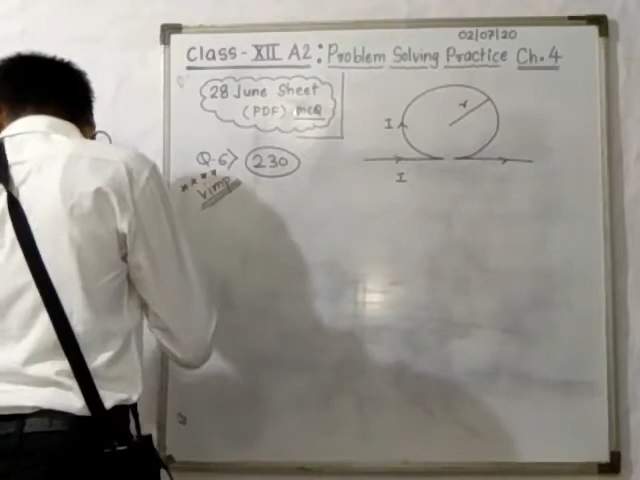 02/07/20
Class - XII A2 : Problem Solving Practice Ch. 4
28 June Sheet
(PDF) MCQ
Q.6> 230
Vimp
r
I
I